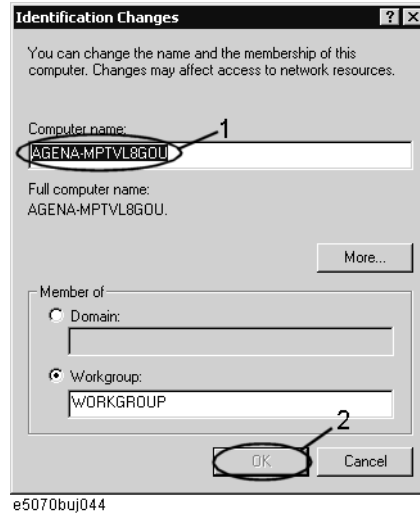 Identification Changes
You can change the name and the membership of this
computer. Changes may affect access to network resources.
1
Computer name:
AGENA-MPTVL8GOU
Full computer name:
AGENA-MPTVL8GOU.
More...
Member of
Domain:
Workgroup:
WORKGROUP
2
OK
Cancel
e5070buj044